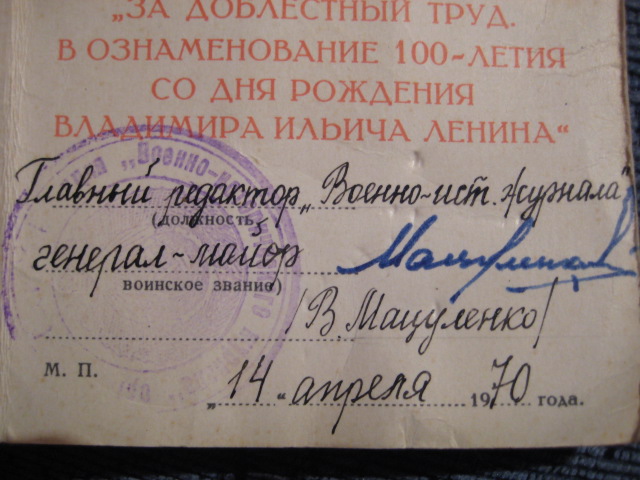 „ЗА ДОБЛЕСТНЫЙ ТРУД.
В ОЗНАМЕНОВАНИЕ 100-ЛЕТИЯ
СО ДНЯ РОЖДЕНИЯ
ВЛАДИМИРА ИЛЬИЧА ЛЕНИНА“
Главный редактор „Военно-ист. журнала“
(должность,
генерал-майор
воинское звание)
/В. Мацуленко/
М. П.
„14“ апреля 1970 года.
„Военно-